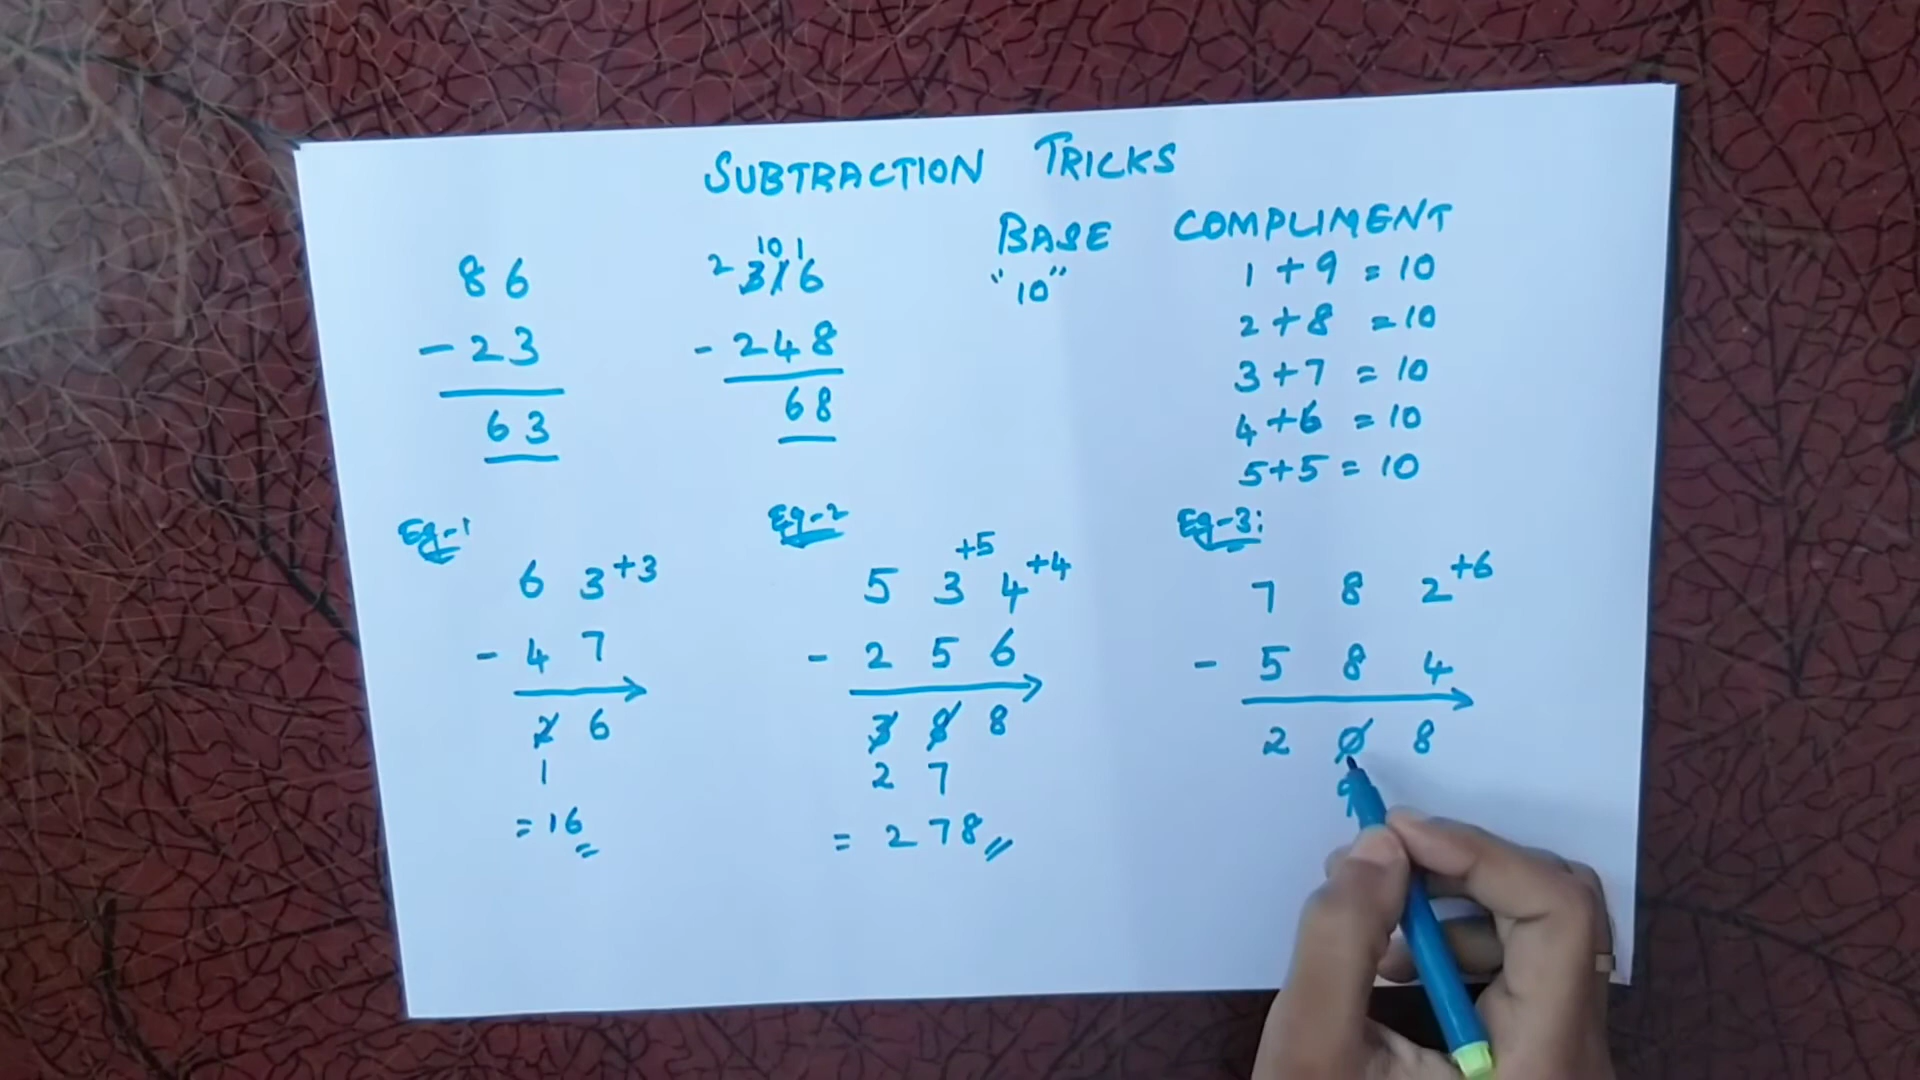 SUBTRACTION TRICKS
BASE COMPLIMENT
"10"
1 + 9 = 10
2 + 8 = 10
3 + 7 = 10
4 + 6 = 10
5 + 5 = 10
86
- 23
63
10 1
2 316
- 248
68
Eg-1
6 3 +3
- 4 7
2 6
1
= 16
Eg-2
5 3 +5 4 +4
- 2 5 6
3 8 8
2 7
= 278
Eg-3:
7 8 2 +6
- 5 8 4
2 0 8
9